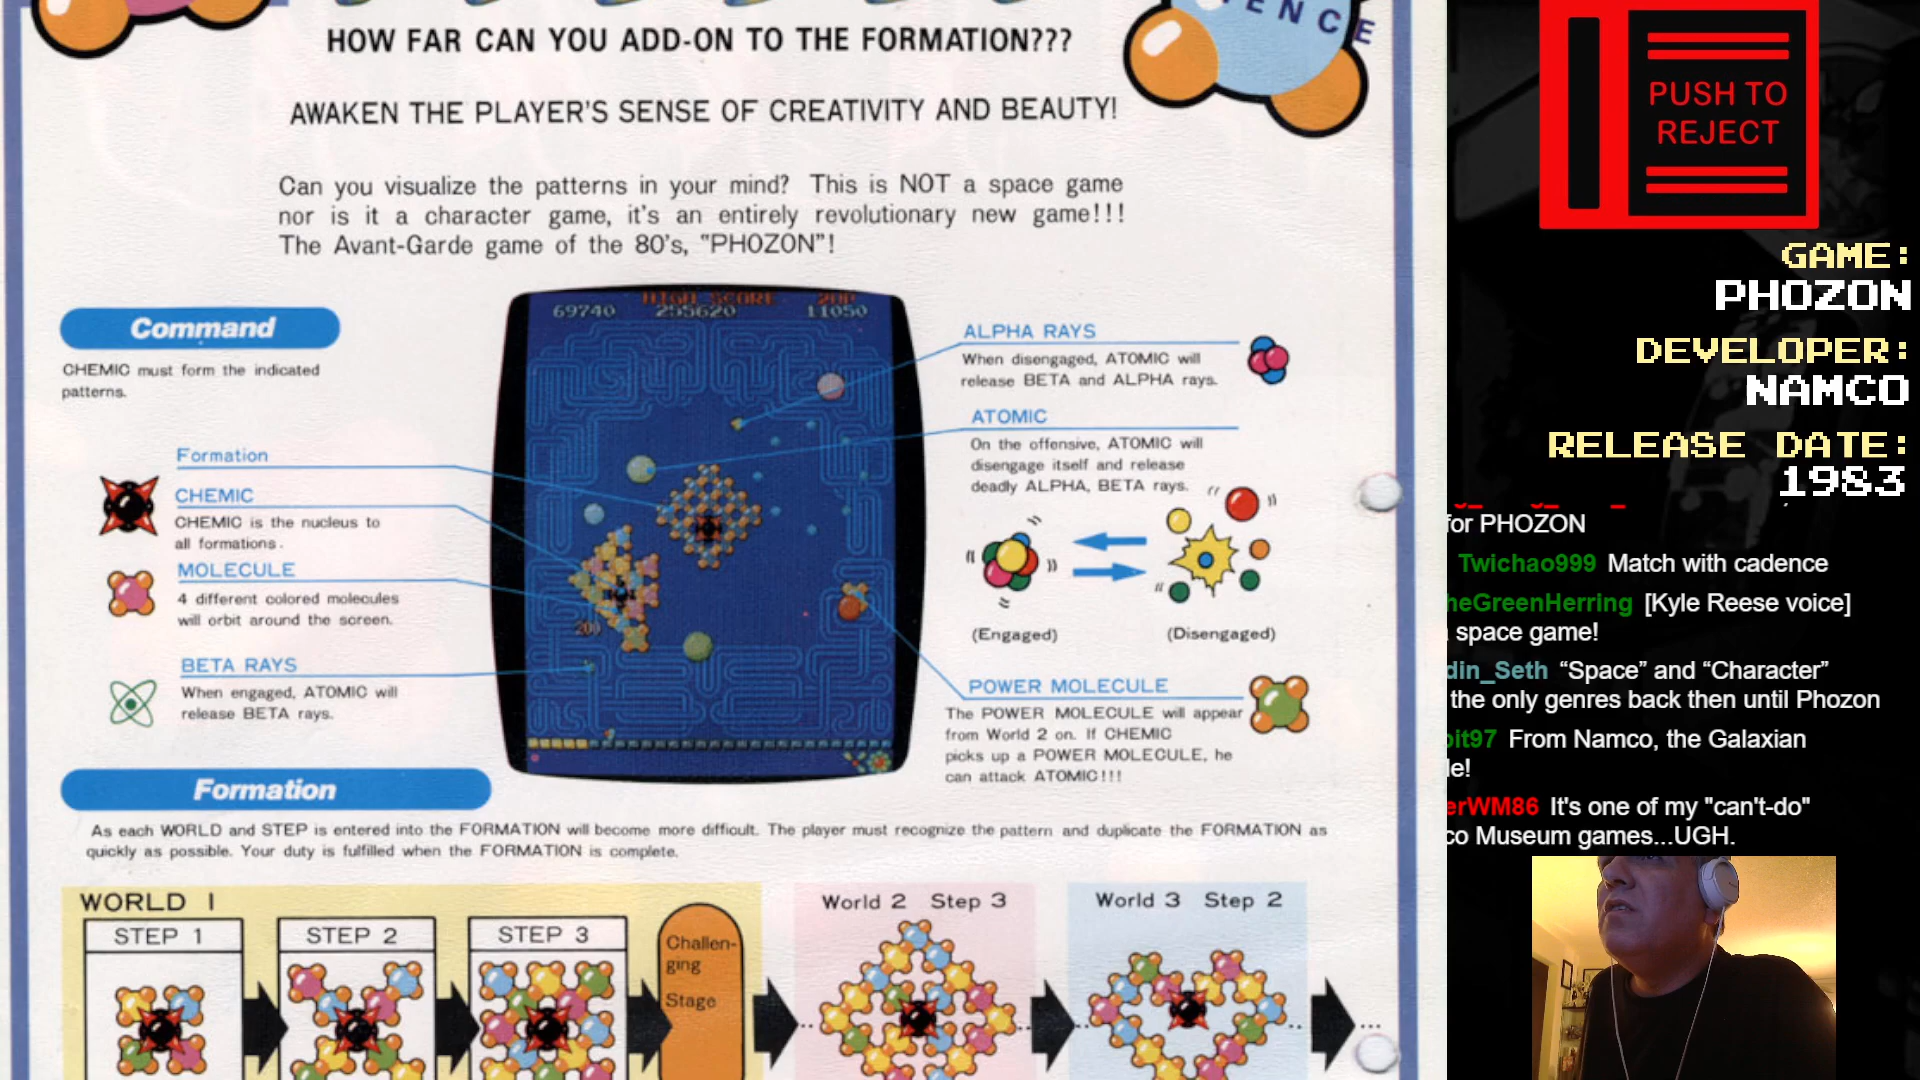 ENCE
HOW FAR CAN YOU ADD-ON TO THE FORMATION???
AWAKEN THE PLAYER'S SENSE OF CREATIVITY AND BEAUTY!
Can you visualize the patterns in your mind? This is NOT a space game
nor is it a character game, it's an entirely revolutionary new game!!!
The Avant-Garde game of the 80's, "PHOZON"!
Command
CHEMIC must form the indicated
patterns.
Formation
CHEMIC
CHEMIC is the nucleus to
all formations.
MOLECULE
4 different colored molecules
will orbit around the screen.
BETA RAYS
When engaged, ATOMIC will
release BETA rays.
HIGH SCORE 2UP
69740 255620 11050
200
ALPHA RAYS
When disengaged, ATOMIC will
release BETA and ALPHA rays.
ATOMIC
On the offensive, ATOMIC will
disengage itself and release
deadly ALPHA, BETA rays.
(Engaged) (Disengaged)
POWER MOLECULE
The POWER MOLECULE will appear
from World 2 on. If CHEMIC
picks up a POWER MOLECULE, he
can attack ATOMIC!!!
Formation
As each WORLD and STEP is entered into the FORMATION will become more difficult. The player must recognize the pattern and duplicate the FORMATION as
quickly as possible. Your duty is fulfilled when the FORMATION is complete.
WORLD 1
STEP 1
STEP 2
STEP 3
Challen-
ging
Stage
World 2 Step 3
World 3 Step 2
PUSH TO
REJECT
GAME:
PHOZON
DEVELOPER:
NAMCO
RELEASE DATE:
1983
for PHOZON
Twichao999 Match with cadence
heGreenHerring [Kyle Reese voice]
space game!
din_Seth “Space” and “Character”
the only genres back then until Phozon
bit97 From Namco, the Galaxian
le!
erWM86 It's one of my "can't-do"
co Museum games...UGH.